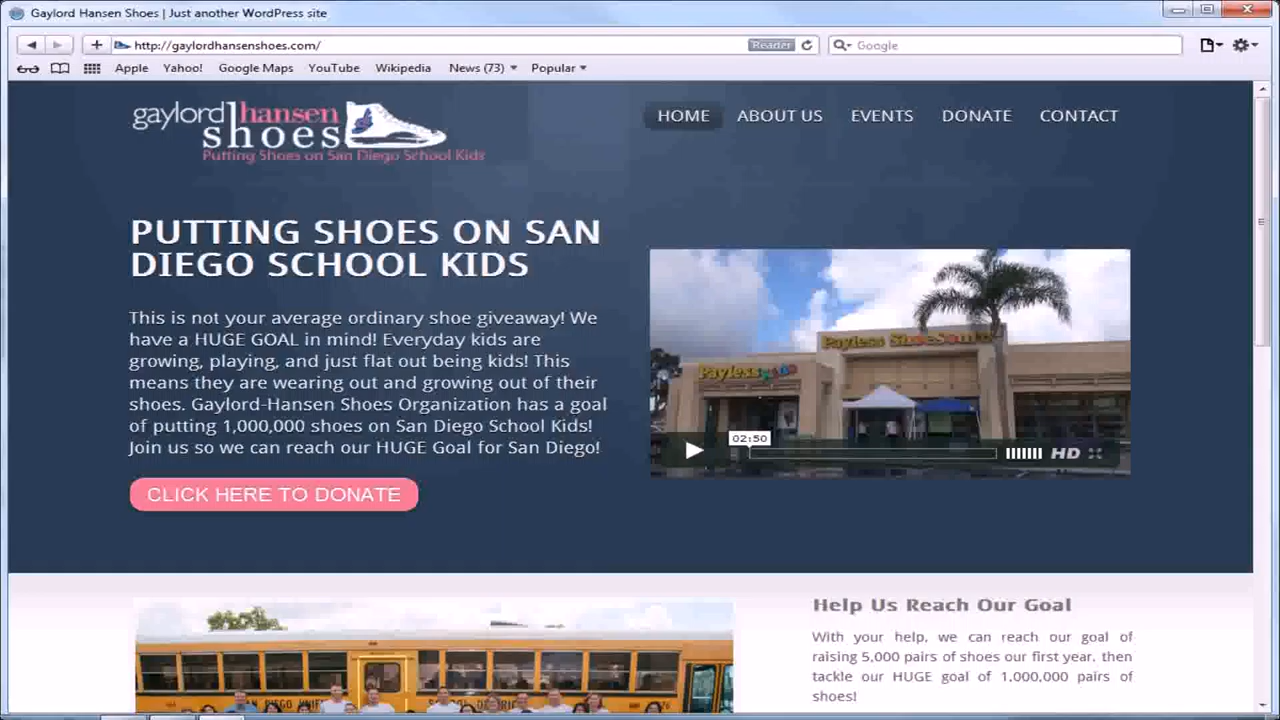 Gaylord Hansen Shoes | Just another WordPress site
http://gaylordhansenshoes.com/
Reader
Google
Apple Yahoo! Google Maps YouTube Wikipedia News (73) Popular
gaylord hansen
shoes
Putting Shoes on San Diego School Kids
HOME ABOUT US EVENTS DONATE CONTACT
PUTTING SHOES ON SAN
DIEGO SCHOOL KIDS
This is not your average ordinary shoe giveaway! We
have a HUGE GOAL in mind! Everyday kids are
growing, playing, and just flat out being kids! This
means they are wearing out and growing out of their
shoes. Gaylord-Hansen Shoes Organization has a goal
of putting 1,000,000 shoes on San Diego School Kids!
Join us so we can reach our HUGE Goal for San Diego!
CLICK HERE TO DONATE
Payless ShoeSource
Payless
02:50
HD
Help Us Reach Our Goal
With your help, we can reach our goal of
raising 5,000 pairs of shoes our first year, then
tackle our HUGE goal of 1,000,000 pairs of
shoes!
SAN DIEGO UNIFIED SCHOOL DISTRICT